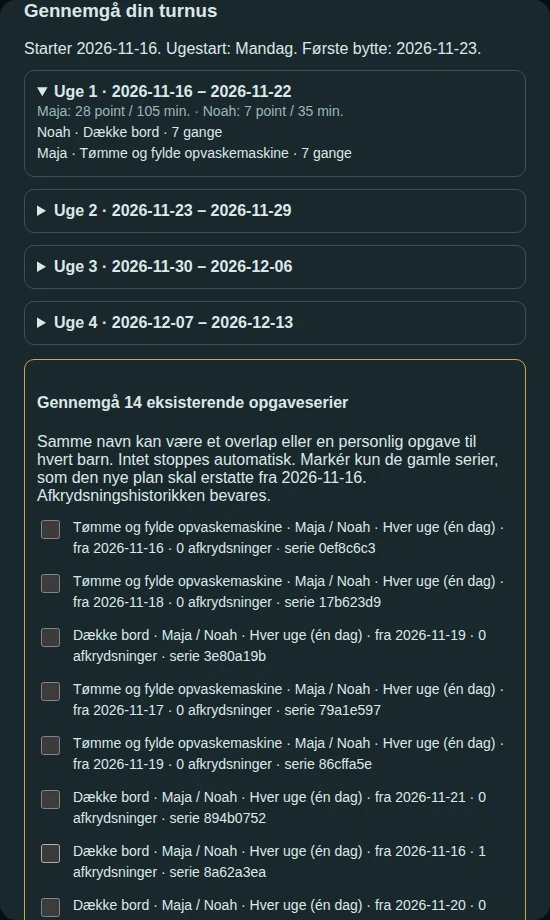 Gennemgå din turnus
Starter 2026-11-16. Ugestart: Mandag. Første bytte: 2026-11-23.
Uge 1 · 2026-11-16 – 2026-11-22
Maja: 28 point / 105 min. · Noah: 7 point / 35 min.
Noah · Dække bord · 7 gange
Maja · Tømme og fylde opvaskemaskine · 7 gange
Uge 2 · 2026-11-23 – 2026-11-29
Uge 3 · 2026-11-30 – 2026-12-06
Uge 4 · 2026-12-07 – 2026-12-13
Gennemgå 14 eksisterende opgaveserier
Samme navn kan være et overlap eller en personlig opgave til
hvert barn. Intet stoppes automatisk. Markér kun de gamle serier,
som den nye plan skal erstatte fra 2026-11-16.
Afkrydsningshistorikken bevares.
Tømme og fylde opvaskemaskine · Maja / Noah · Hver uge (én dag) ·
fra 2026-11-16 · 0 afkrydsninger · serie 0ef8c6c3
Tømme og fylde opvaskemaskine · Maja / Noah · Hver uge (én dag) ·
fra 2026-11-18 · 0 afkrydsninger · serie 17b623d9
Dække bord · Maja / Noah · Hver uge (én dag) · fra 2026-11-19 · 0
afkrydsninger · serie 3e80a19b
Tømme og fylde opvaskemaskine · Maja / Noah · Hver uge (én dag) ·
fra 2026-11-17 · 0 afkrydsninger · serie 79a1e597
Tømme og fylde opvaskemaskine · Maja / Noah · Hver uge (én dag) ·
fra 2026-11-19 · 0 afkrydsninger · serie 86cffa5e
Dække bord · Maja / Noah · Hver uge (én dag) · fra 2026-11-21 · 0
afkrydsninger · serie 894b0752
Dække bord · Maja / Noah · Hver uge (én dag) · fra 2026-11-16 · 1
afkrydsninger · serie 8a62a3ea
Dække bord · Maja / Noah · Hver uge (én dag) · fra 2026-11-20 · 0